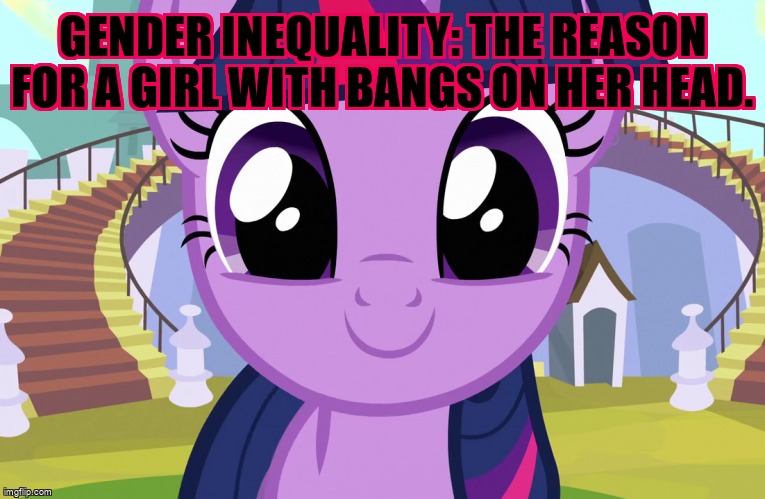 GENDER INEQUALITY: THE REASON
FOR A GIRL WITH BANGS ON HER HEAD.
imgflip.com